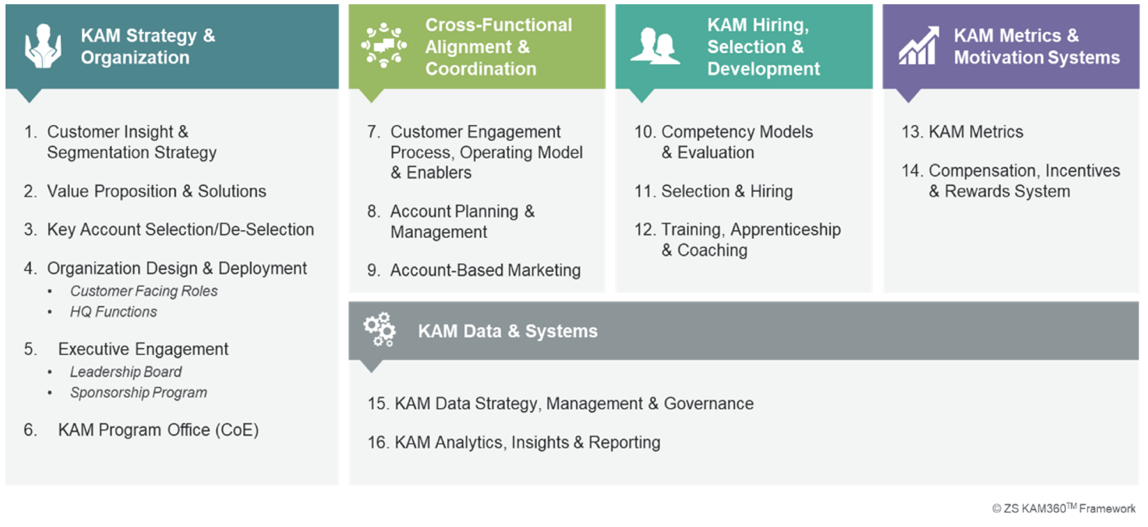 KAM Strategy &
Organization
1. Customer Insight &
Segmentation Strategy
2. Value Proposition & Solutions
3. Key Account Selection/De-Selection
4. Organization Design & Deployment
• Customer Facing Roles
• HQ Functions
5. Executive Engagement
• Leadership Board
• Sponsorship Program
6. KAM Program Office (CoE)
Cross-Functional
Alignment &
Coordination
7. Customer Engagement
Process, Operating Model
& Enablers
8. Account Planning &
Management
9. Account-Based Marketing
KAM Hiring,
Selection &
Development
10. Competency Models
& Evaluation
11. Selection & Hiring
12. Training, Apprenticeship
& Coaching
KAM Metrics &
Motivation Systems
13. KAM Metrics
14. Compensation, Incentives
& Rewards System
KAM Data & Systems
15. KAM Data Strategy, Management & Governance
16. KAM Analytics, Insights & Reporting
© ZS KAM360™ Framework